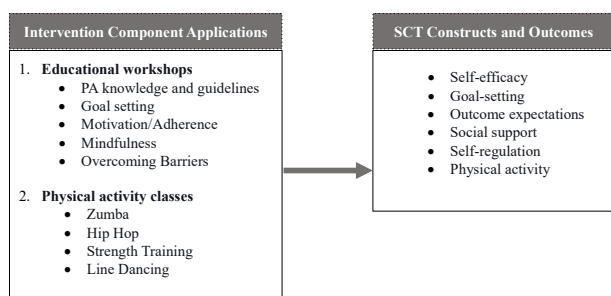 Intervention Component Applications
1. Educational workshops
• PA knowledge and guidelines
• Goal setting
• Motivation/Adherence
• Mindfulness
• Overcoming Barriers
2. Physical activity classes
• Zumba
• Hip Hop
• Strength Training
• Line Dancing
SCT Constructs and Outcomes
• Self-efficacy
• Goal-setting
• Outcome expectations
• Social support
• Self-regulation
• Physical activity